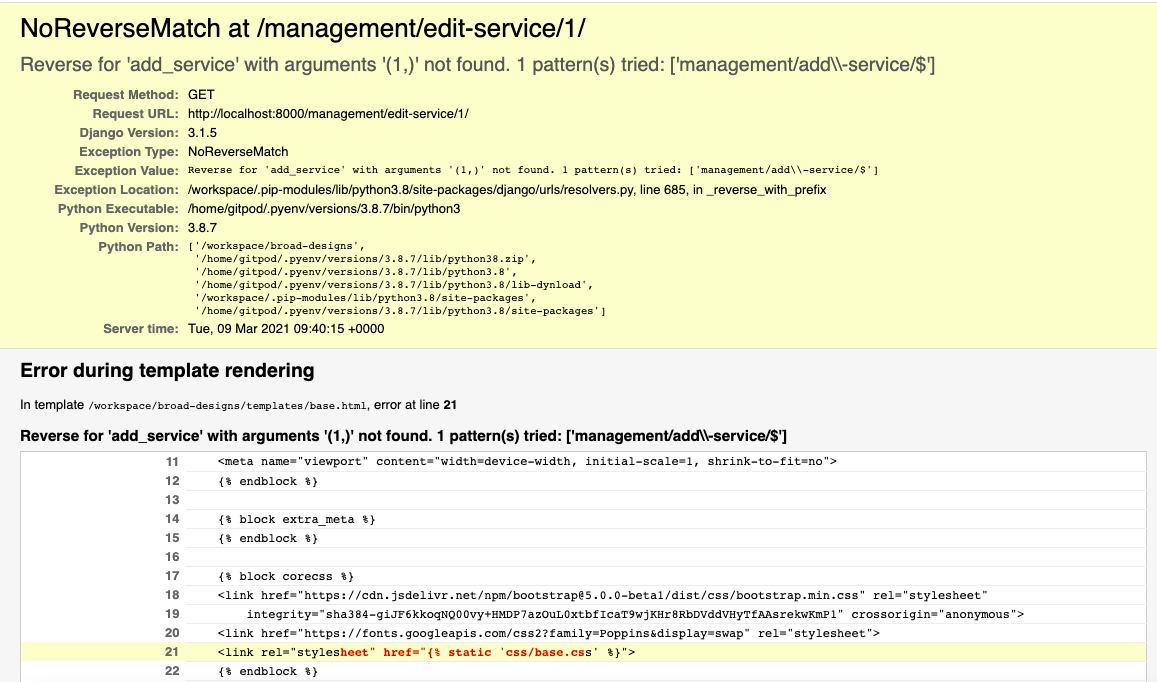 NoReverseMatch at /management/edit-service/1/
Reverse for 'add_service' with arguments '(1,)' not found. 1 pattern(s) tried: ['management/add\\-service/$']
Request Method: GET
Request URL: http://localhost:8000/management/edit-service/1/
Django Version: 3.1.5
Exception Type: NoReverseMatch
Exception Value: Reverse for 'add_service' with arguments '(1,)' not found. 1 pattern(s) tried: ['management/add\\-service/$']
Exception Location: /workspace/.pip-modules/lib/python3.8/site-packages/django/urls/resolvers.py, line 685, in _reverse_with_prefix
Python Executable: /home/gitpod/.pyenv/versions/3.8.7/bin/python3
Python Version: 3.8.7
Python Path: ['/workspace/broad-designs',
'/home/gitpod/.pyenv/versions/3.8.7/lib/python38.zip',
'/home/gitpod/.pyenv/versions/3.8.7/lib/python3.8',
'/home/gitpod/.pyenv/versions/3.8.7/lib/python3.8/lib-dynload',
'/workspace/.pip-modules/lib/python3.8/site-packages',
'/home/gitpod/.pyenv/versions/3.8.7/lib/python3.8/site-packages']
Server time: Tue, 09 Mar 2021 09:40:15 +0000
Error during template rendering
In template /workspace/broad-designs/templates/base.html, error at line 21
Reverse for 'add_service' with arguments '(1,)' not found. 1 pattern(s) tried: ['management/add\\-service/$']
11 <meta name="viewport" content="width=device-width, initial-scale=1, shrink-to-fit=no">
12 {% endblock %}
13
14 {% block extra_meta %}
15 {% endblock %}
16
17 {% block corecss %}
18 <link href="https://cdn.jsdelivr.net/npm/bootstrap@5.0.0-beta1/dist/css/bootstrap.min.css" rel="stylesheet"
19 integrity="sha384-giJF6kkoqNQ00vy+HMDP7azOuL0xtbfIcaT9wjKHr8RbDVddVHyTfAAsrekwKmP1" crossorigin="anonymous">
20 <link href="https://fonts.googleapis.com/css2?family=Poppins&display=swap" rel="stylesheet">
21 <link rel="stylesheet" href="{% static 'css/base.css' %}">
22 {% endblock %}